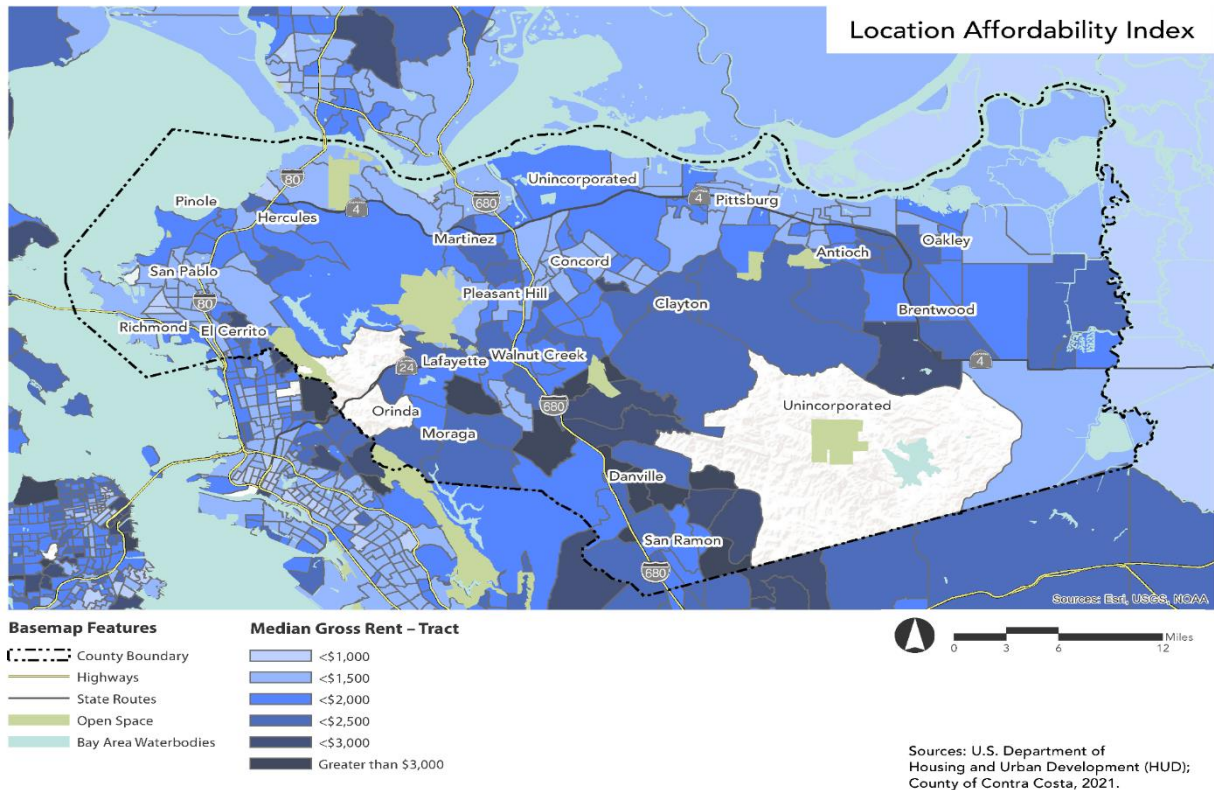 Location Affordability Index
80
Unincorporated
Pinole
Hercules
4
680
4
Pittsburg
Martinez
Antioch
Oakley
San Pablo
Concord
80
Pleasant Hill
Clayton
Brentwood
Richmond
El Cerrito
Lafayette
Walnut Creek
24
4
Orinda
680
Unincorporated
Moraga
Danville
San Ramon
680
Sources: Esri, USGS, NOAA
Basemap Features
County Boundary
Highways
State Routes
Open Space
Bay Area Waterbodies
Median Gross Rent – Tract
<$1,000
<$1,500
<$2,000
<$2,500
<$3,000
Greater than $3,000
Miles
0 3 6 12
Sources: U.S. Department of
Housing and Urban Development (HUD);
County of Contra Costa, 2021.